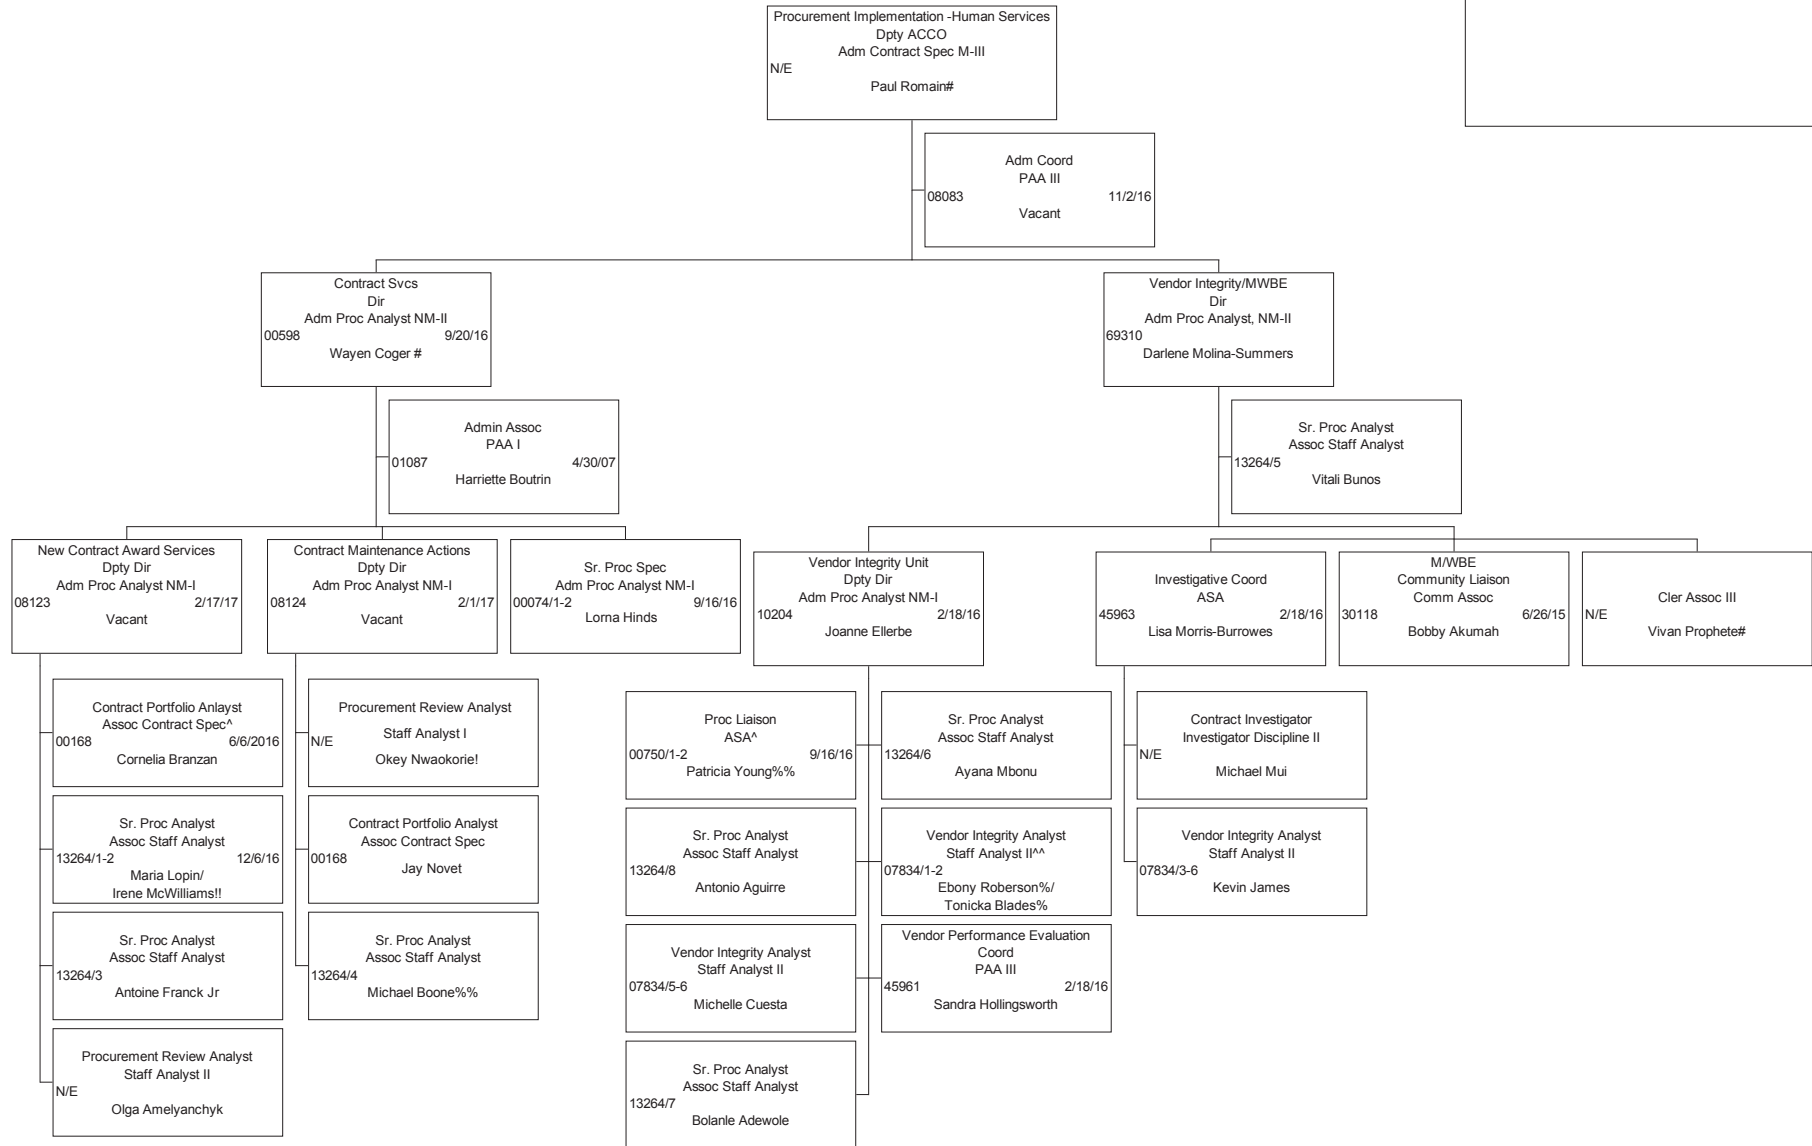 Procurement Implementation -Human Services
Dpty ACCO
Adm Contract Spec M-III
N/E
Paul Romain#
Adm Coord
PAA III
08083 11/2/16
Vacant
Contract Svcs
Dir
Adm Proc Analyst NM-II
00598 9/20/16
Wayen Coger #
Vendor Integrity/MWBE
Dir
Adm Proc Analyst, NM-II
69310
Darlene Molina-Summers
Admin Assoc
PAA I
01087 4/30/07
Harriette Boutrin
Sr. Proc Analyst
Assoc Staff Analyst
13264/5
Vitali Bunos
New Contract Award Services
Dpty Dir
Adm Proc Analyst NM-I
08123 2/17/17
Vacant
Contract Maintenance Actions
Dpty Dir
Adm Proc Analyst NM-I
08124 2/1/17
Vacant
Sr. Proc Spec
Adm Proc Analyst NM-I
00074/1-2 9/16/16
Lorna Hinds
Vendor Integrity Unit
Dpty Dir
Adm Proc Analyst NM-I
10204 2/18/16
Joanne Ellerbe
Investigative Coord
ASA
45963 2/18/16
Lisa Morris-Burrowes
M/WBE
Community Liaison
Comm Assoc
30118 6/26/15
Bobby Akumah
Cler Assoc III
N/E
Vivan Prophete#
Contract Portfolio Anlayst
Assoc Contract Spec^
00168 6/6/2016
Cornelia Branzan
Sr. Proc Analyst
Assoc Staff Analyst
13264/1-2 12/6/16
Maria Lopin/
Irene McWilliams!!
Sr. Proc Analyst
Assoc Staff Analyst
13264/3
Antoine Franck Jr
Procurement Review Analyst
Staff Analyst II
N/E
Olga Amelyanchyk
Procurement Review Analyst
Staff Analyst I
N/E
Okey Nwaokorie!
Contract Portfolio Analyst
Assoc Contract Spec
00168
Jay Novet
Sr. Proc Analyst
Assoc Staff Analyst
13264/4
Michael Boone%%
Proc Liaison
ASA^
00750/1-2 9/16/16
Patricia Young%%
Sr. Proc Analyst
Assoc Staff Analyst
13264/6
Ayana Mbonu
Sr. Proc Analyst
Assoc Staff Analyst
13264/8
Antonio Aguirre
Vendor Integrity Analyst
Staff Analyst II^^
07834/1-2
Ebony Roberson%/
Tonicka Blades%
Vendor Integrity Analyst
Staff Analyst II
07834/5-6
Michelle Cuesta
Vendor Performance Evaluation
Coord
PAA III
45961 2/18/16
Sandra Hollingsworth
Sr. Proc Analyst
Assoc Staff Analyst
13264/7
Bolanle Adewole
Contract Investigator
Investigator Discipline II
N/E
Michael Mui
Vendor Integrity Analyst
Staff Analyst II
07834/3-6
Kevin James